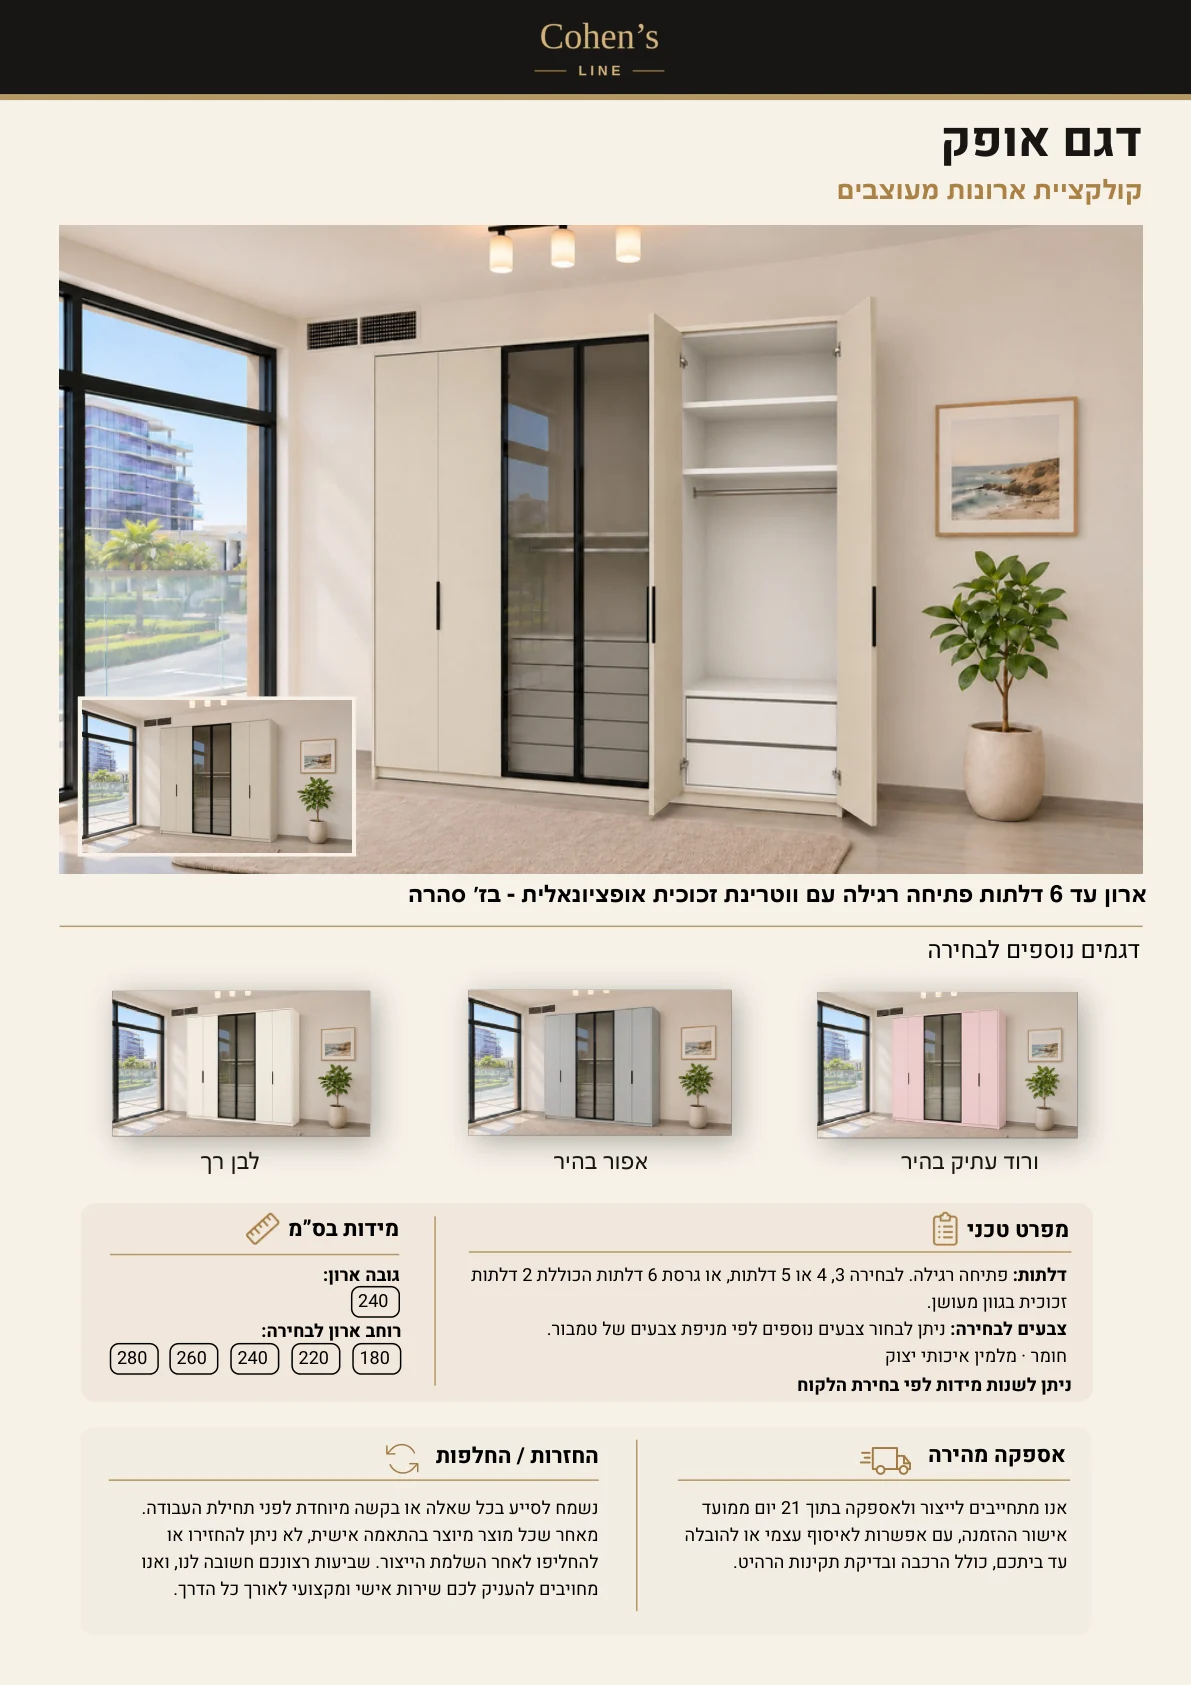 Cohen’s
LINE
דגם אופק
קולקציית ארונות מעוצבים
ארון עד 6 דלתות פתיחה רגילה עם ווטרינת זכוכית אופציונאלית - בז׳ סהרה
דגמים נוספים לבחירה
ורוד עתיק בהיר
אפור בהיר
לבן רך
מפרט טכני
דלתות: פתיחה רגילה. לבחירה 3, 4 או 5 דלתות, או גרסת 6 דלתות הכוללת 2 דלתות
זכוכית בגוון מעושן.
צבעים לבחירה: ניתן לבחור צבעים נוספים לפי מניפת צבעים של טמבור.
חומר · מלמין איכותי יצוק
ניתן לשנות מידות לפי בחירת הלקוח
מידות בס״מ
גובה ארון:
240
רוחב ארון לבחירה:
180 220 240 260 280
אספקה מהירה
אנו מתחייבים לייצור ולאספקה בתוך 21 יום ממועד
אישור ההזמנה, עם אפשרות לאיסוף עצמי או להובלה
עד ביתכם, כולל הרכבה ובדיקת תקינות הרהיט.
החזרות / החלפות
נשמח לסייע בכל שאלה או בקשה מיוחדת לפני תחילת העבודה.
מאחר שכל מוצר מיוצר בהתאמה אישית, לא ניתן להחזירו או
להחליפו לאחר השלמת הייצור. שביעות רצונכם חשובה לנו, ואנו
מחויבים להעניק לכם שירות אישי ומקצועי לאורך כל הדרך.